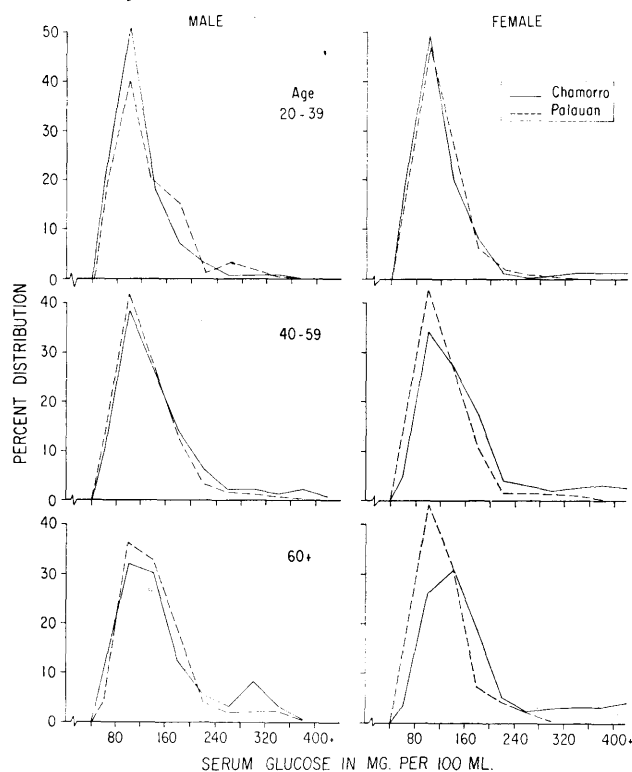 MALE
FEMALE
Age
20-39
Chamorro
Palauan
50
40
30
20
10
0
PERCENT DISTRIBUTION
40-59
40
30
20
10
0
60+
40
30
20
10
0
80 160 240 320 400+
80 160 240 320 400+
SERUM GLUCOSE IN MG. PER 100 ML.